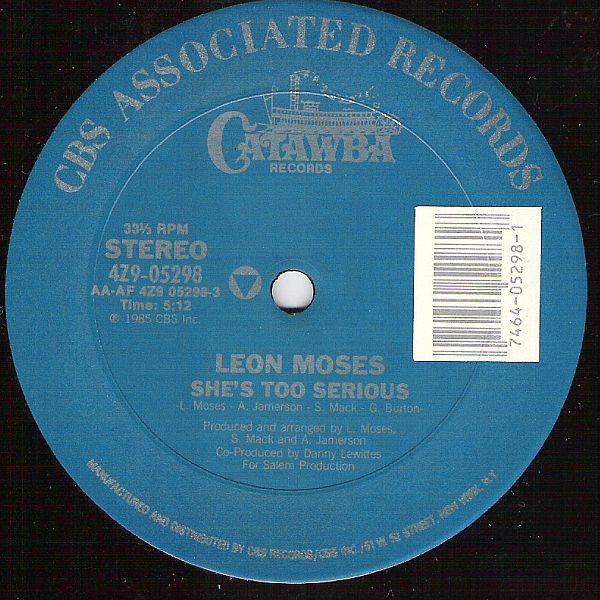 CBS ASSOCIATED RECORDS
CATAWBA
RECORDS
33⅓ RPM
STEREO
4Z9-05298
AA-AF 4Z9 05298-3
Time: 5:12
℗ 1985 CBS Inc.
7464-05298-1
LEON MOSES
SHE'S TOO SERIOUS
-L. Moses - A. Jamerson - S. Mack - G. Burton-
Produced and arranged by L. Moses,
S. Mack and A. Jamerson
Co-Produced by Danny Lewittes
For Salem Production
MANUFACTURED AND DISTRIBUTED BY CBS RECORDS/CBS INC./51 W. 52 STREET, NEW YORK, N.Y.